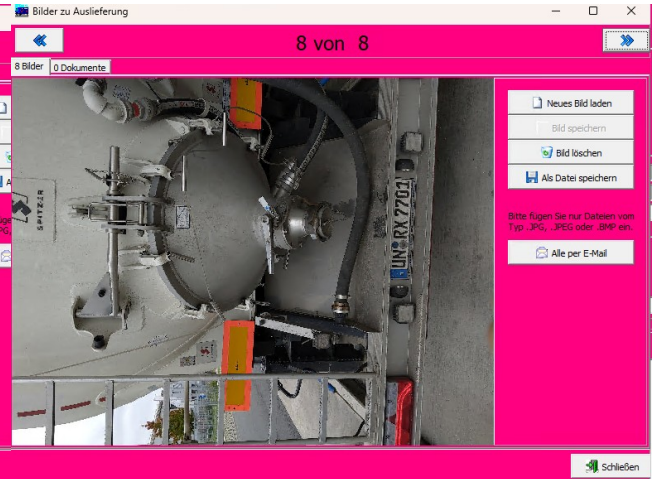 Bilder zu Auslieferung
8 von 8
8 Bilder
0 Dokumente
Neues Bild laden
Bild speichern
Bild löschen
Als Datei speichern
Bitte fügen Sie nur Dateien vom
Typ .JPG, .JPEG oder .BMP ein.
Alle per E-Mail
SPITZER
UN RX 7701
Schließen